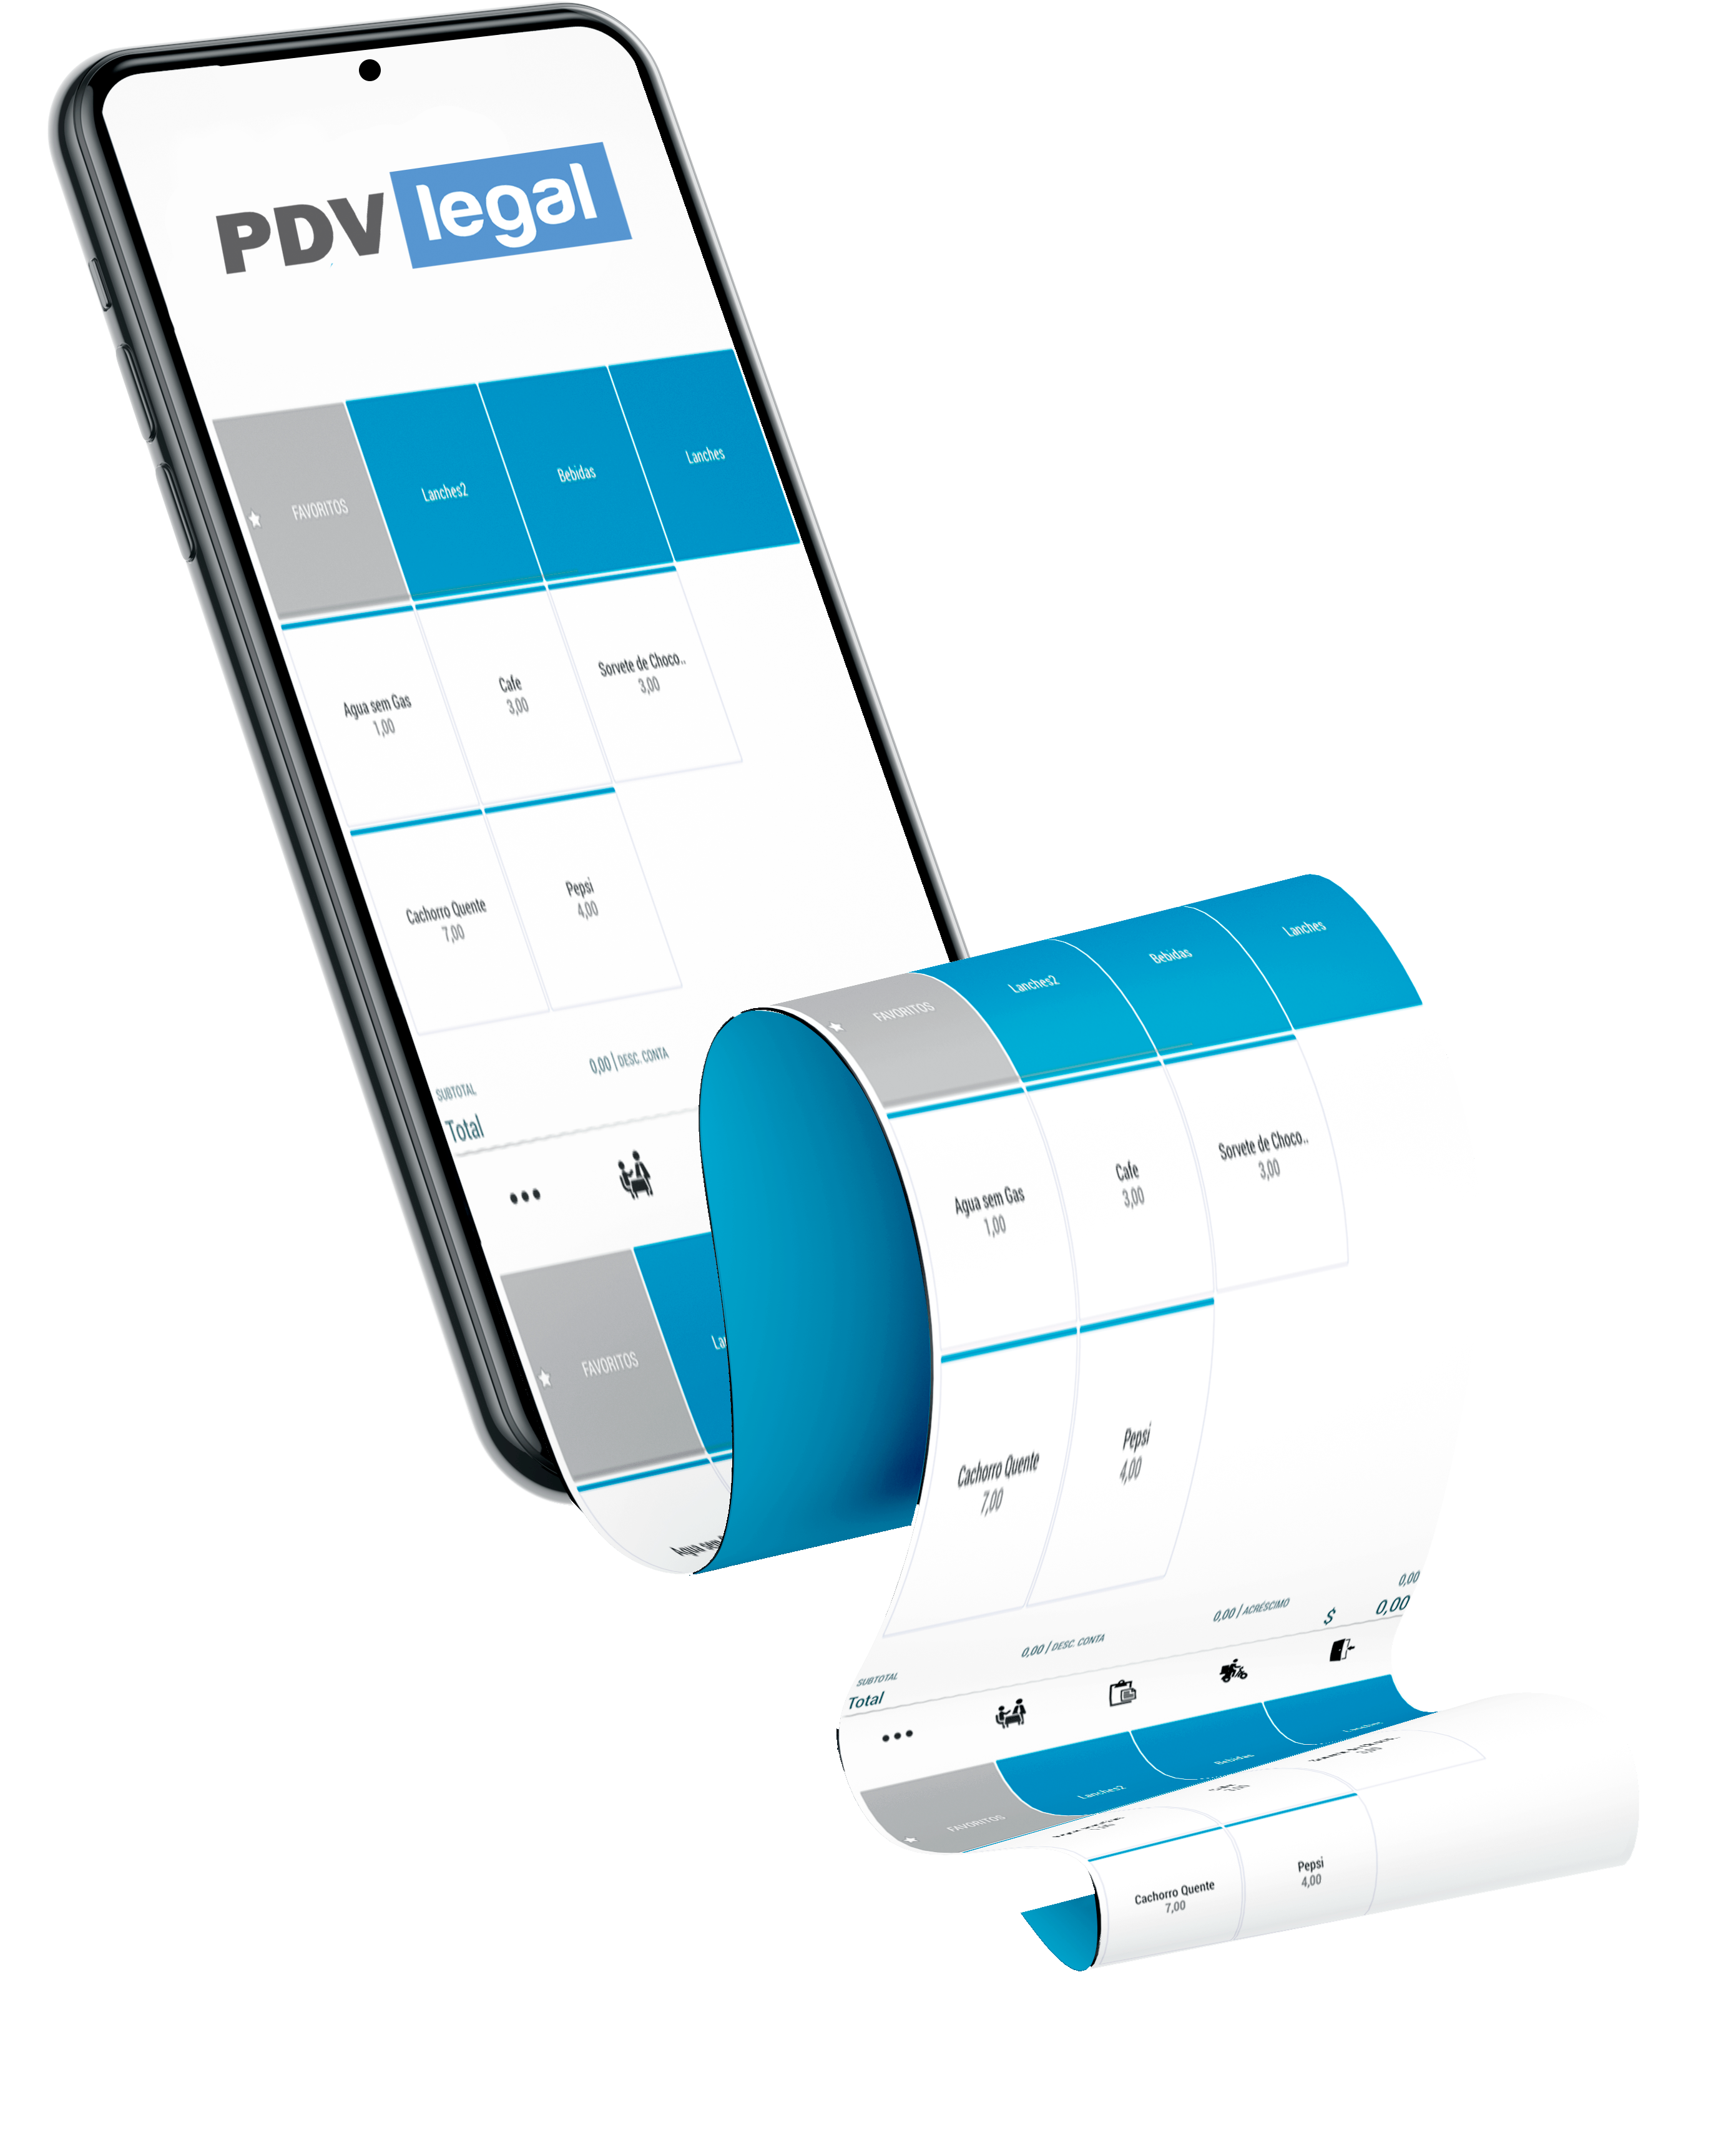 PDV legal
FAVORITOS Lanches2 Bebidas Lanches
Agua sem Gas Cafe Sorvete de Choco..
1,00 3,00 3,00
Cachorro Quente Pepsi
7,00 4,00
SUBTOTAL 0,00 | DESC. CONTA
Total
FAVORITOS
FAVORITOS Lanches2 Bebidas Lanches
Agua sem Gas Cafe Sorvete de Choco..
1,00 3,00 3,00
Cachorro Quente Pepsi
7,00 4,00
SUBTOTAL 0,00 | DESC. CONTA 0,00 | ACRÉSCIMO 0,00
Total $ 0,00
FAVORITOS Lanches2 Bebidas
Cachorro Quente Pepsi
7,00 4,00